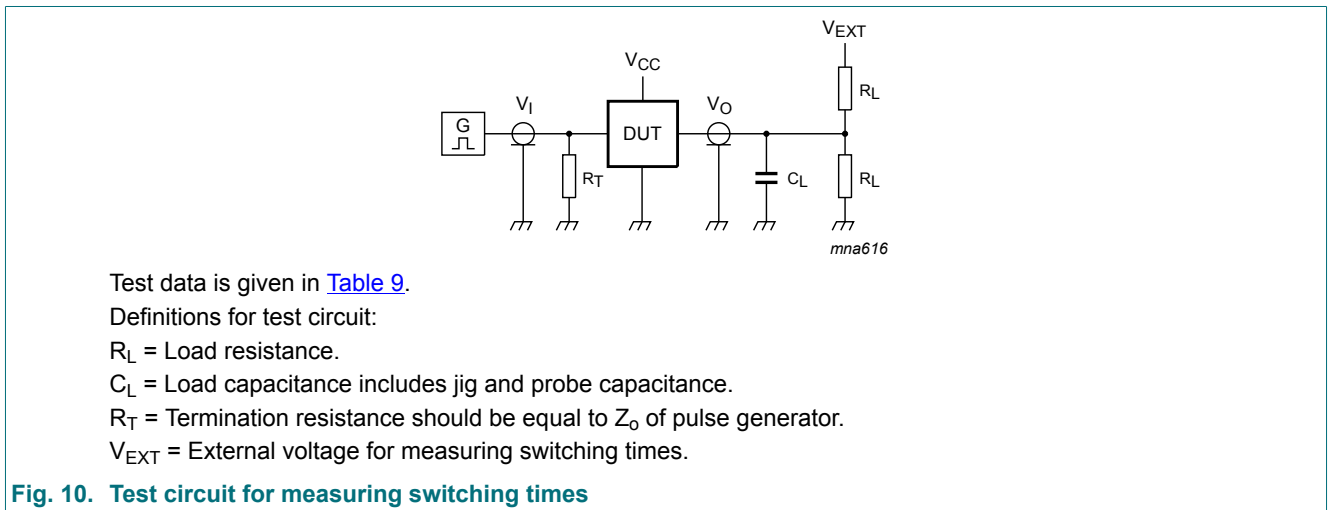 VEXT
VCC
RL
VI
VO
G
DUT
RT
CL
RL
mna616
Test data is given in Table 9.
Definitions for test circuit:
RL = Load resistance.
CL = Load capacitance includes jig and probe capacitance.
RT = Termination resistance should be equal to Zo of pulse generator.
VEXT = External voltage for measuring switching times.
Fig. 10. Test circuit for measuring switching times